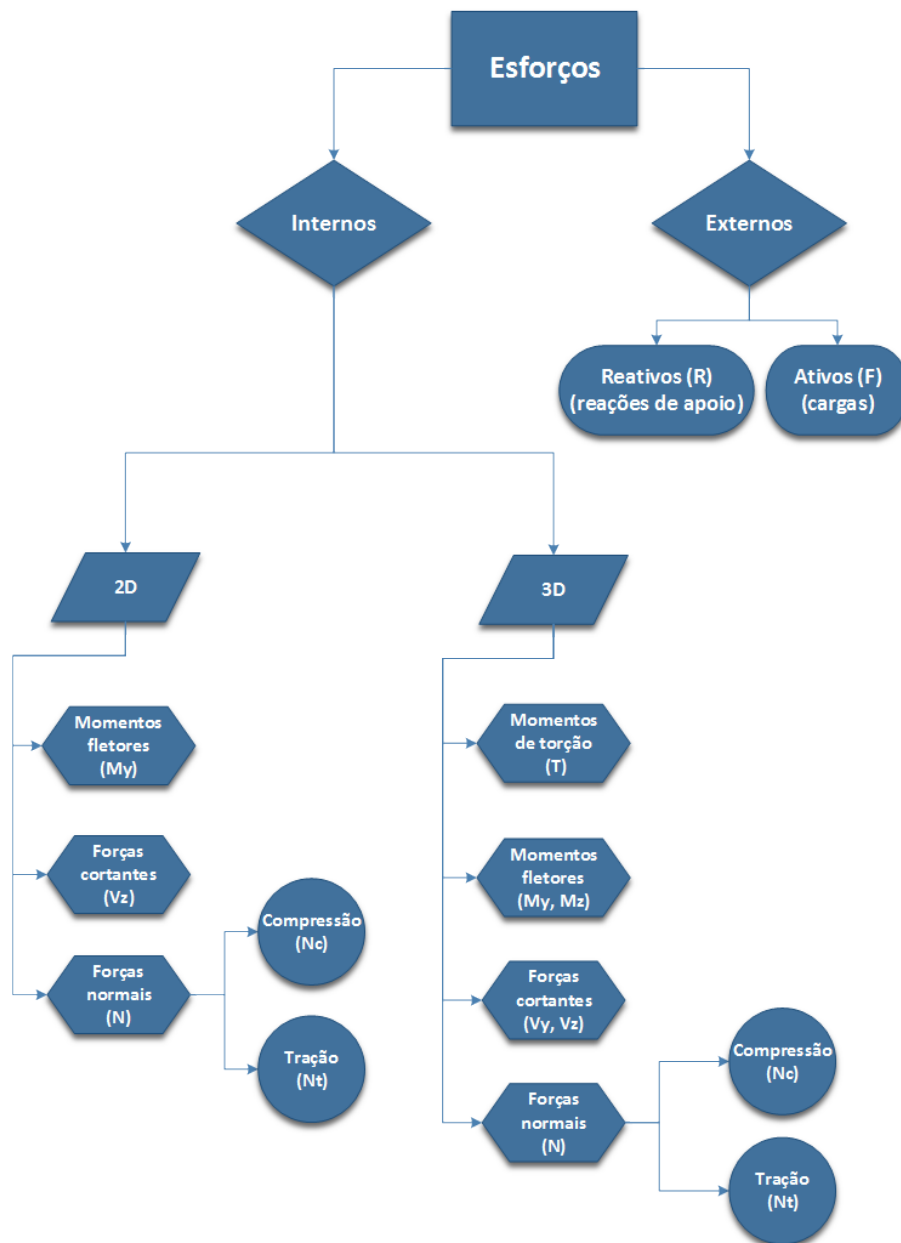 Esforços
Internos
Externos
Reativos (R)
(reações de apoio)
Ativos (F)
(cargas)
2D
3D
Momentos
fletores
(My)
Forças
cortantes
(Vz)
Forças
normais
(N)
Compressão
(Nc)
Tração
(Nt)
Momentos
de torção
(T)
Momentos
fletores
(My, Mz)
Forças
cortantes
(Vy, Vz)
Forças
normais
(N)
Compressão
(Nc)
Tração
(Nt)